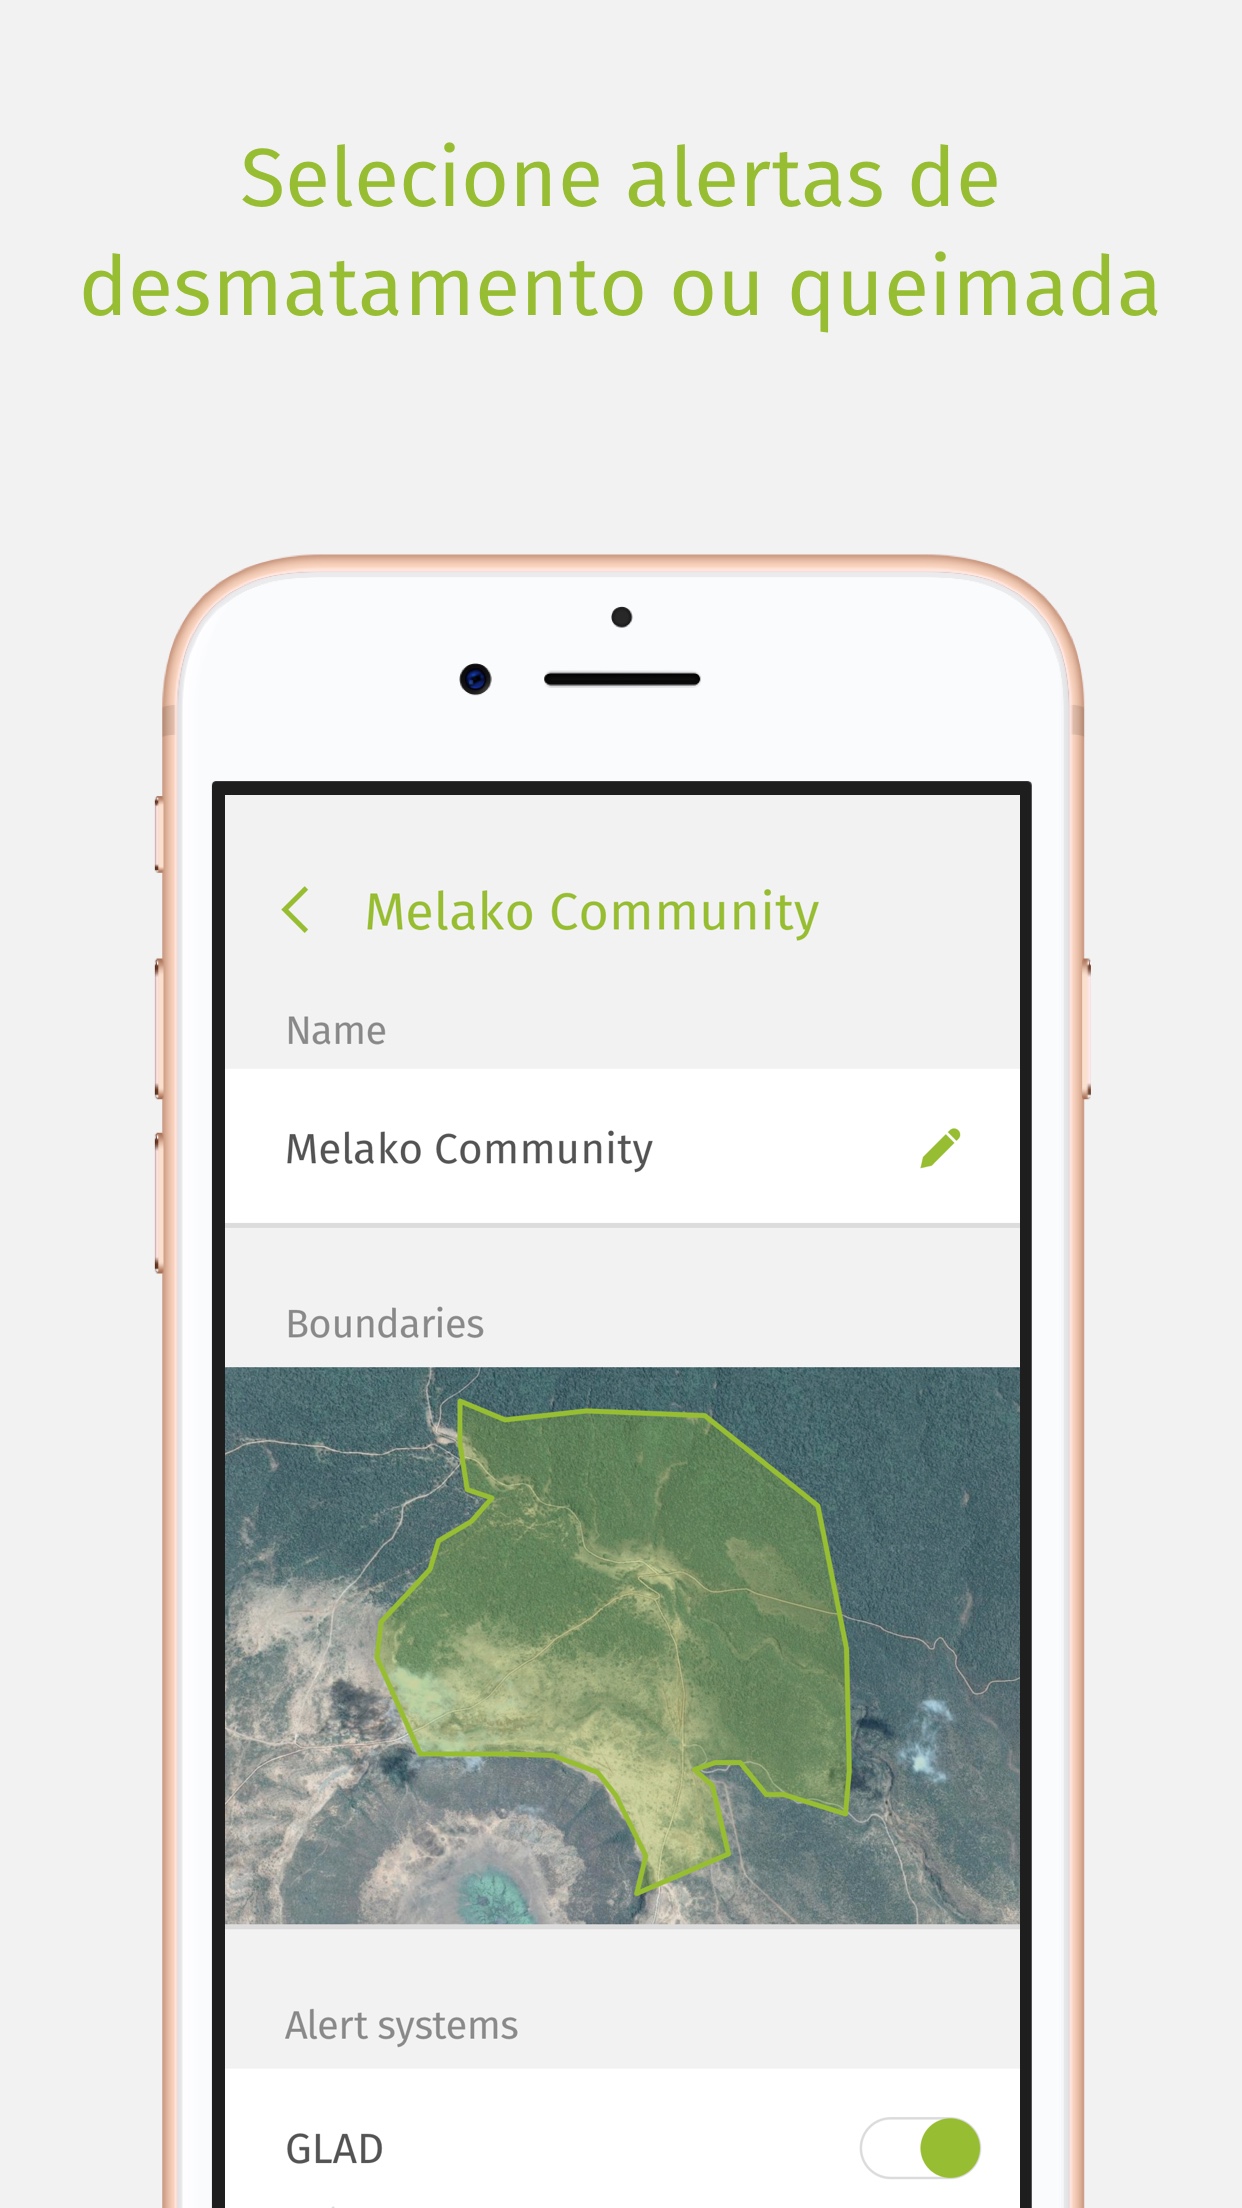 Selecione alertas de
desmatamento ou queimada
Melako Community
Name
Melako Community
Boundaries
Alert systems
GLAD